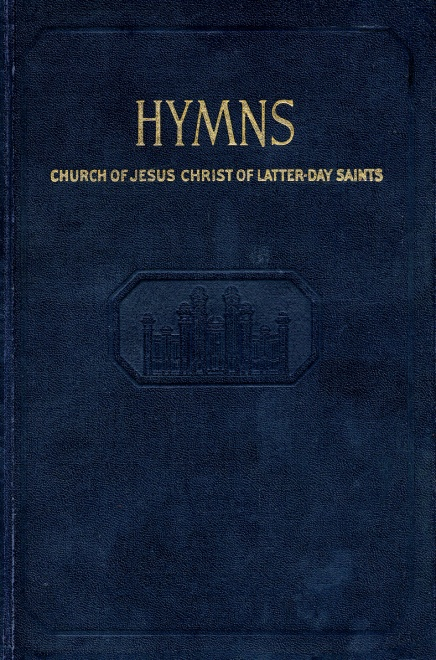 HYMNS
CHURCH OF JESUS CHRIST OF LATTER-DAY SAINTS